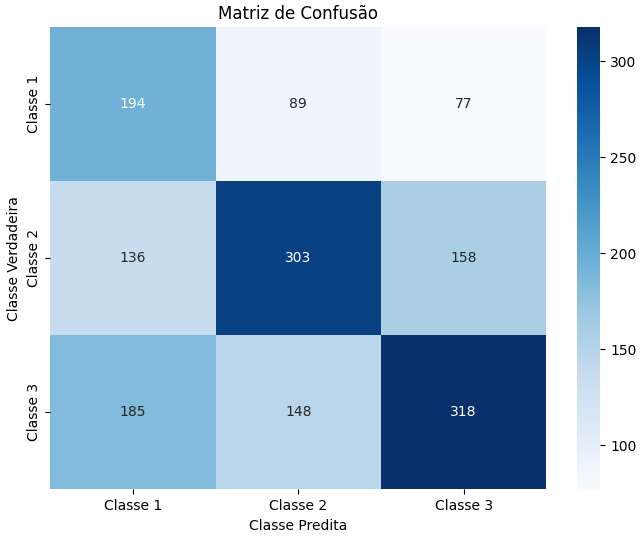 Matriz de Confusão
Classe Verdadeira
Classe 1
194
89
77
Classe 2
136
303
158
Classe 3
185
148
318
Classe 1
Classe 2
Classe 3
Classe Predita
300
250
200
150
100